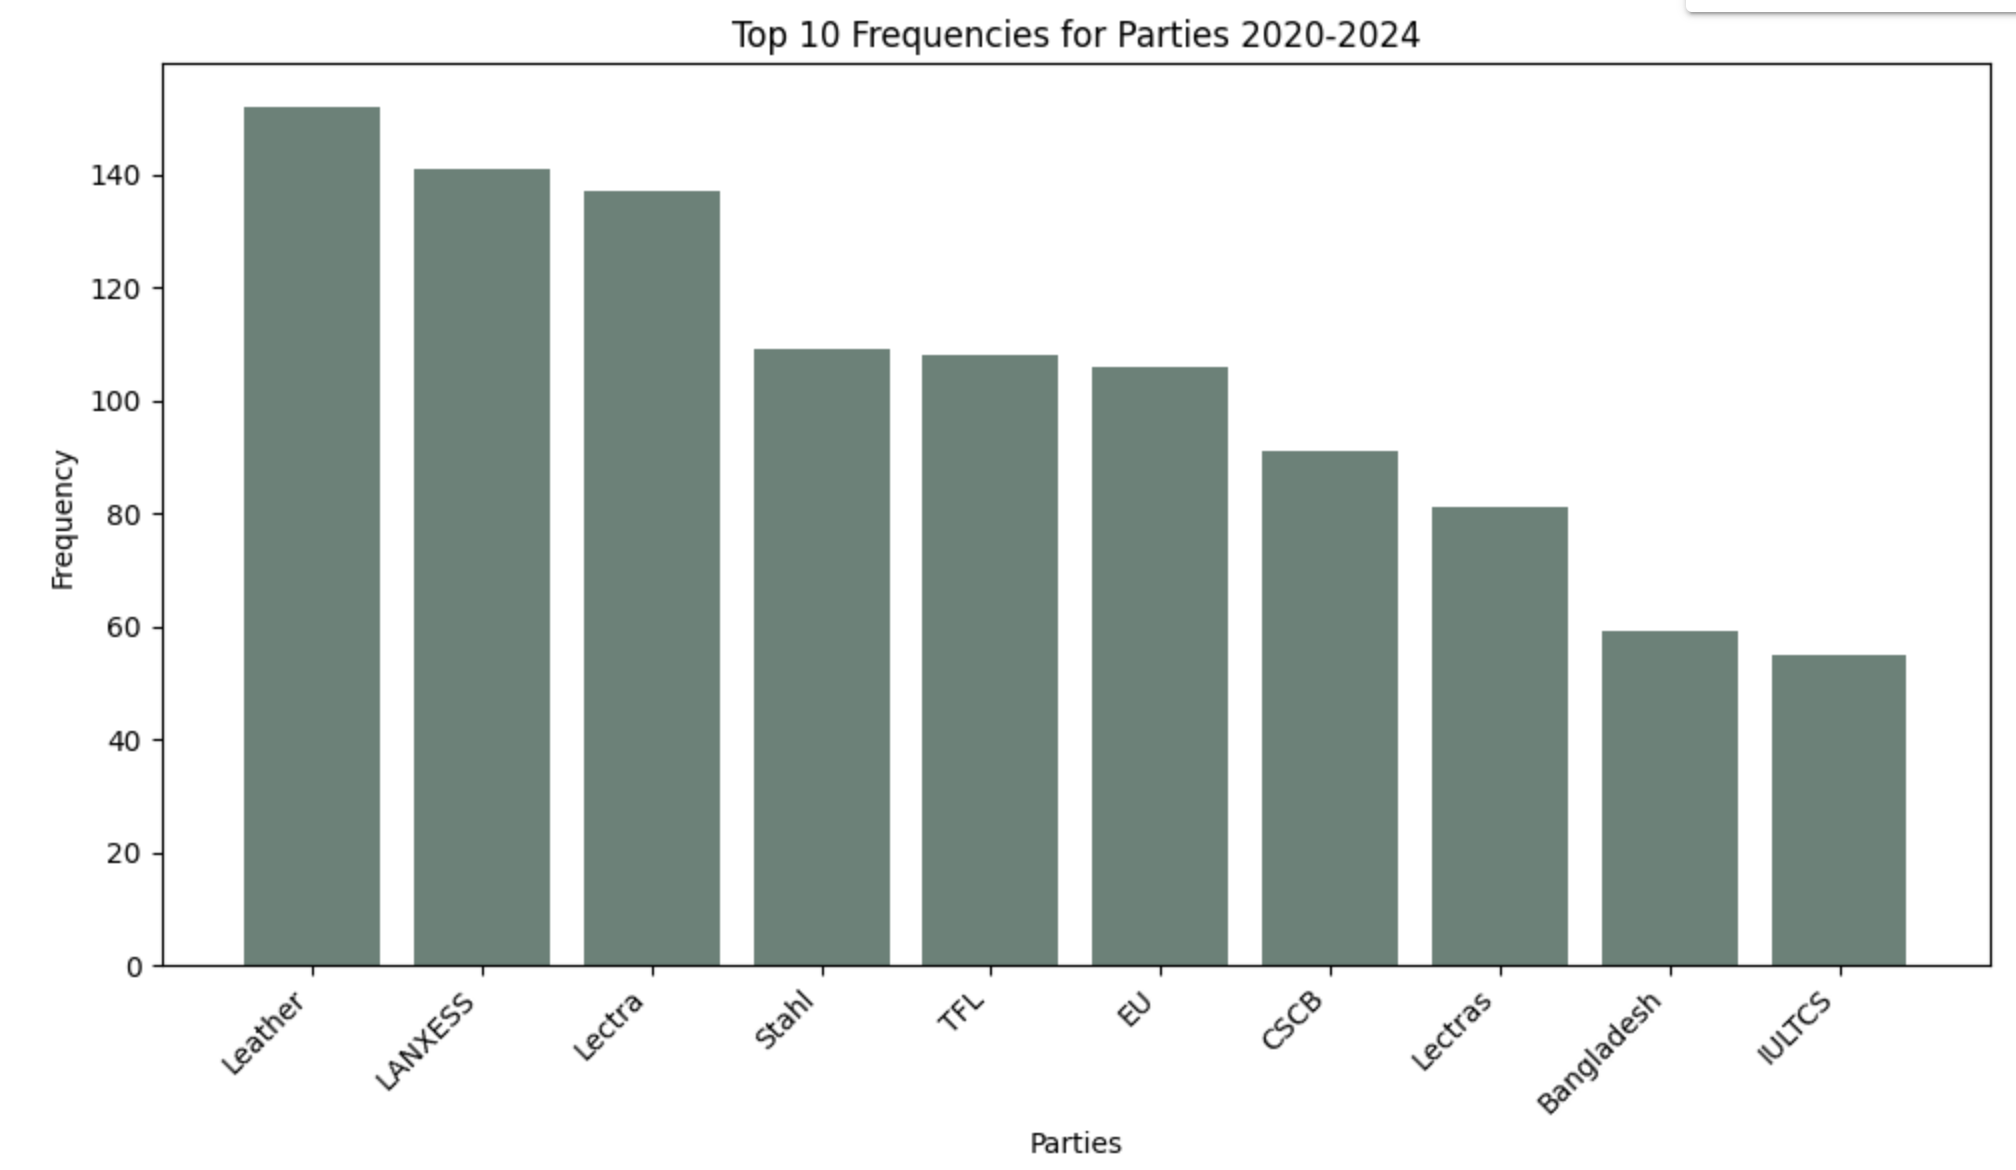 Top 10 Frequencies for Parties 2020-2024
Frequency
140
120
100
80
60
40
20
0
Leather
LANXESS
Lectra
Stahl
TFL
EU
CSCB
Lectras
Bangladesh
IULTCS
Parties